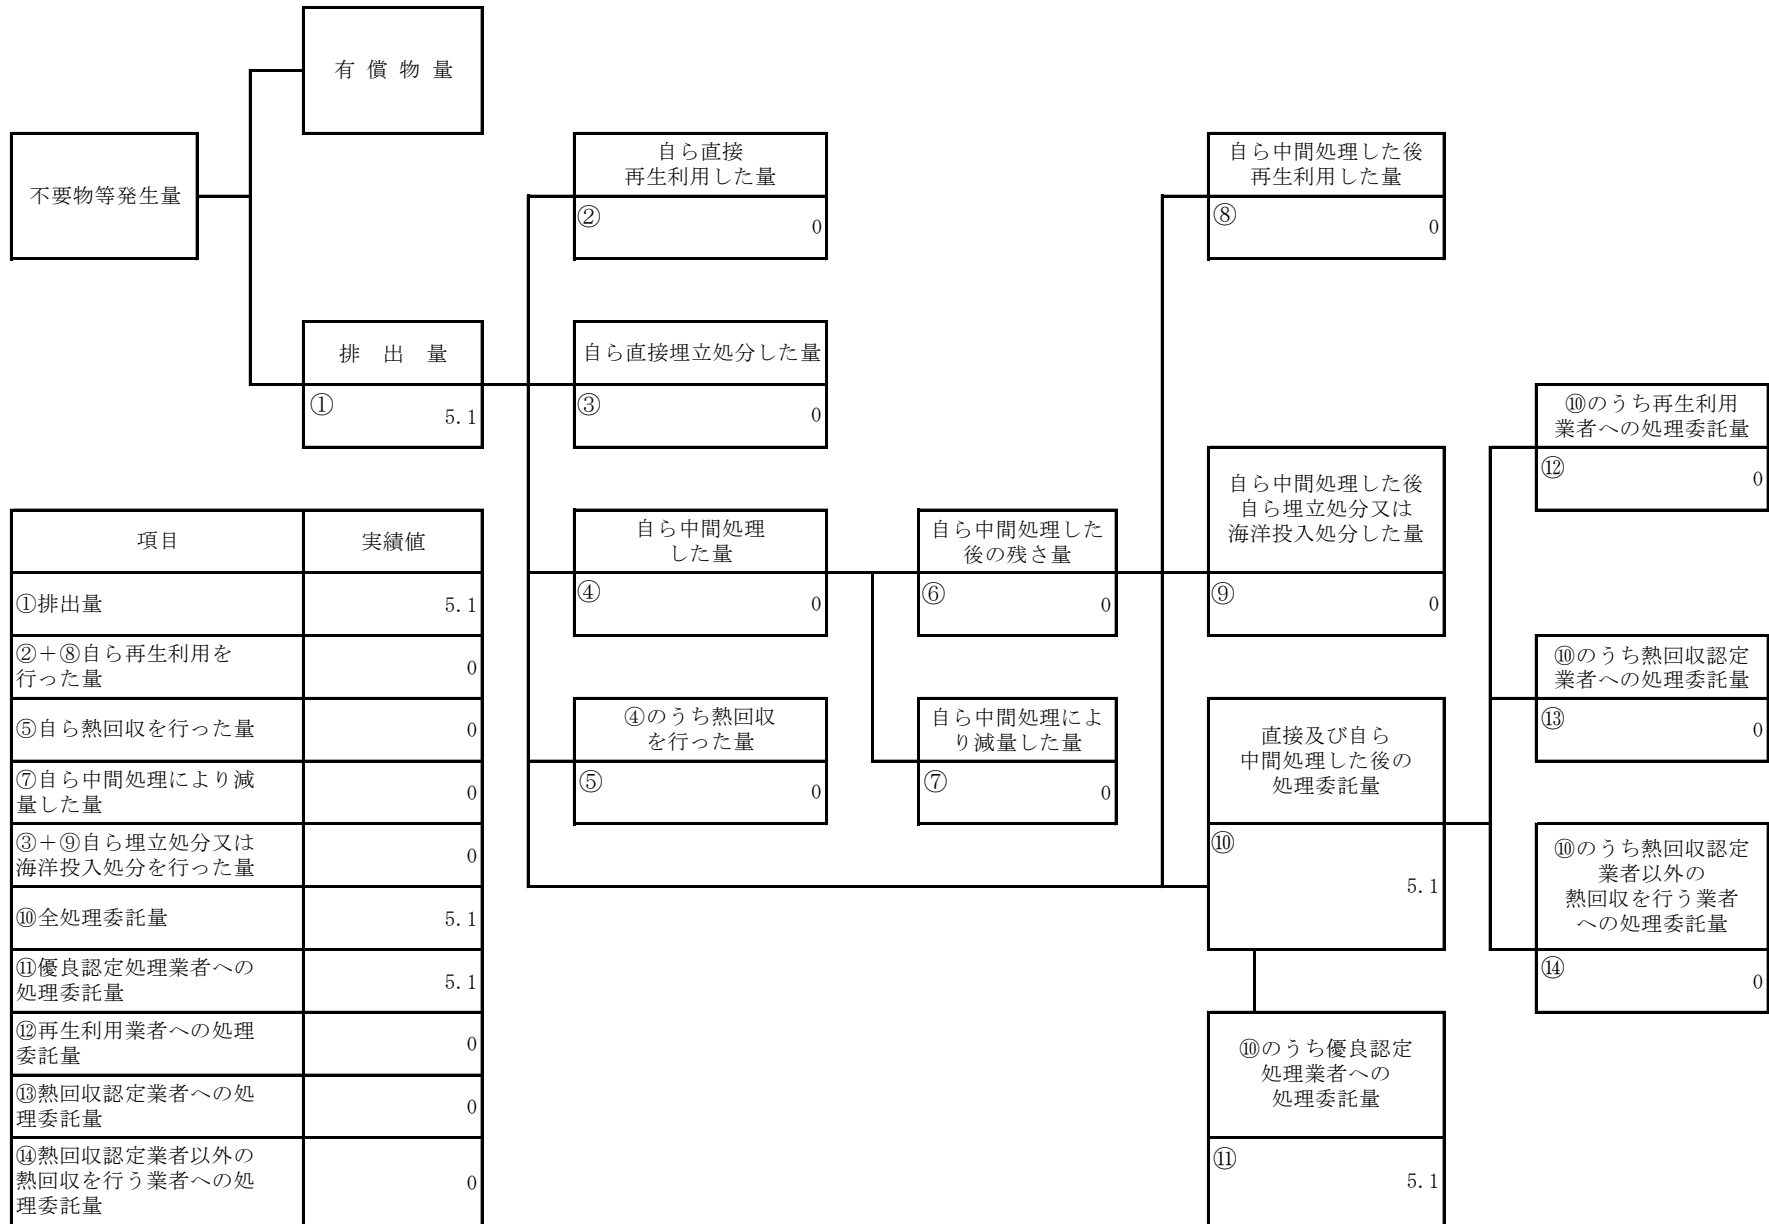 有 償 物 量
不要物等発生量
自ら直接
再生利用した量
②
0
自ら中間処理した後
再生利用した量
⑧
0
排 出 量
①
5.1
自ら直接埋立処分した量
③
0
⑩のうち再生利用
業者への処理委託量
⑫
0
自ら中間処理した後
自ら埋立処分又は
海洋投入処分した量
⑨
0
自ら中間処理
した量
④
0
自ら中間処理した
後の残さ量
⑥
0
⑩のうち熱回収認定
業者への処理委託量
⑬
0
④のうち熱回収
を行った量
⑤
0
自ら中間処理によ
り減量した量
⑦
0
直接及び自ら
中間処理した後の
処理委託量
⑩
5.1
⑩のうち熱回収認定
業者以外の
熱回収を行う業者
への処理委託量
⑭
0
⑩のうち優良認定
処理業者への
処理委託量
⑪
5.1
項目 実績値
①排出量 5.1
②+⑧自ら再生利用を
行った量 0
⑤自ら熱回収を行った量 0
⑦自ら中間処理により減
量した量 0
③+⑨自ら埋立処分又は
海洋投入処分を行った量 0
⑩全処理委託量 5.1
⑪優良認定処理業者への
処理委託量 5.1
⑫再生利用業者への処理
委託量 0
⑬熱回収認定業者への処
理委託量 0
⑭熱回収認定業者以外の
熱回収を行う業者への処
理委託量 0